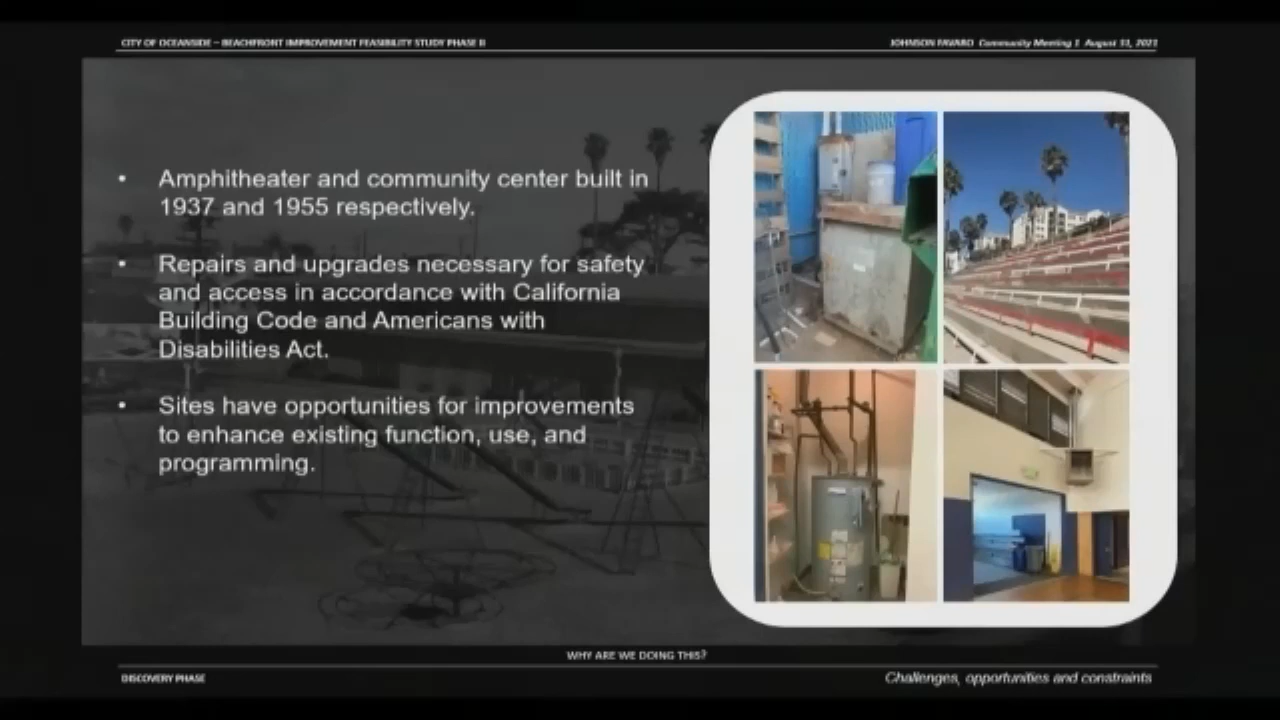 CITY OF OCEANSIDE – BEACHFRONT IMPROVEMENT FEASIBILITY STUDY PHASE II
JOHNSON FAVARO Community Meeting 1 August 31, 2021
• Amphitheater and community center built in
1937 and 1955 respectively.
• Repairs and upgrades necessary for safety
and access in accordance with California
Building Code and Americans with
Disabilities Act.
• Sites have opportunities for improvements
to enhance existing function, use, and
programming.
WHY ARE WE DOING THIS?
DISCOVERY PHASE
Challenges, opportunities and constraints